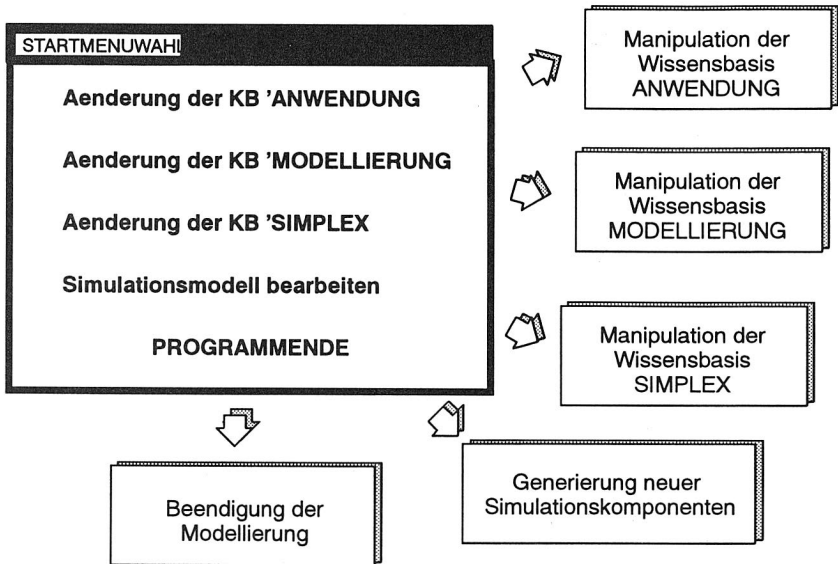 STARTMENUWAHL
Aenderung der KB 'ANWENDUNG
Aenderung der KB 'MODELLIERUNG
Aenderung der KB 'SIMPLEX
Simulationsmodell bearbeiten
PROGRAMMENDE
Manipulation der
Wissensbasis
ANWENDUNG
Manipulation der
Wissensbasis
MODELLIERUNG
Manipulation der
Wissensbasis
SIMPLEX
Generierung neuer
Simulationskomponenten
Beendigung der
Modellierung